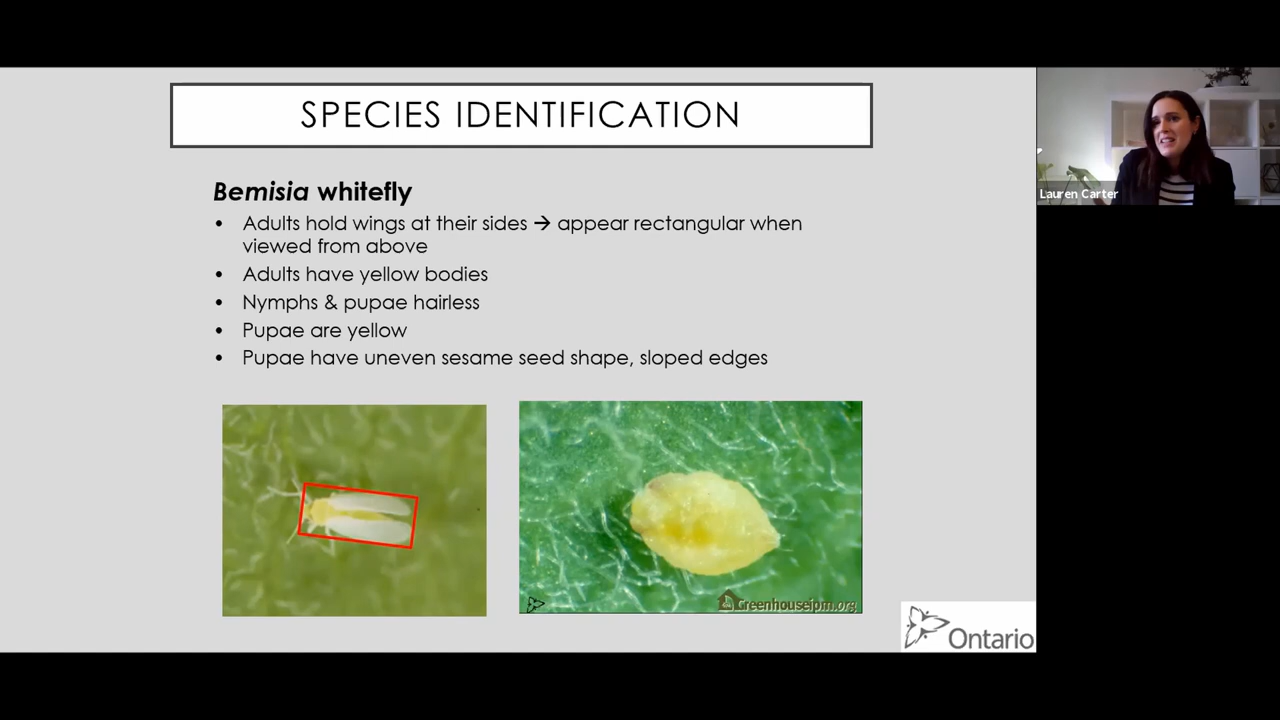 SPECIES IDENTIFICATION
Bemisia whitefly
• Adults hold wings at their sides → appear rectangular when
viewed from above
• Adults have yellow bodies
• Nymphs & pupae hairless
• Pupae are yellow
• Pupae have uneven sesame seed shape, sloped edges
Greenhouseipm.org
Ontario
Lauren Carter